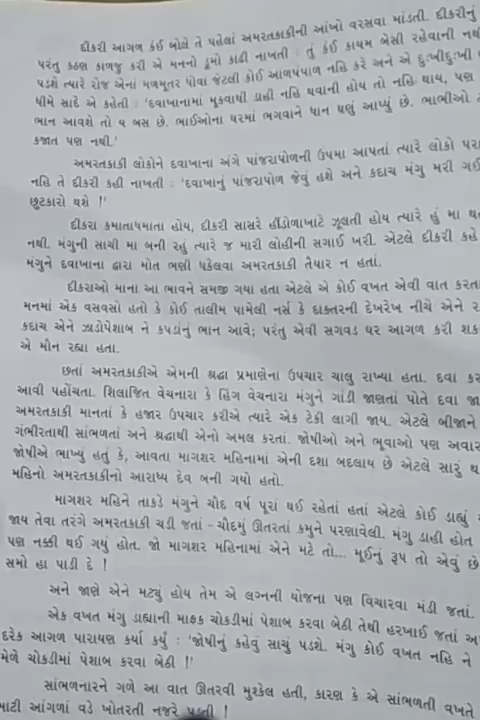 દીકરી આગળ કંઈ બોલે તે પહેલાં અમરતકાકીની આંખો વરસવા માંડતી. દીકરીનું
પરંતુ કઠણ કાળજુ કરી એ મનનો ડૂમો કાઢી નાખતી : તું કંઈ કાયમ બેસી રહેવાની નથી
પડશે ત્યારે રોજ એનાં મળમૂતર ધોવા જેટલી કોઈ આળપંપાળ નહિ કરે અને એ દુઃખીદુઃખી
ધીમે સાદે એ કહેતી : 'દવાખાનામાં મૂકવાથી ડાહી નહિ થવાની હોય તો નહિ થાય, પણ
ભાન આવશે તો ય બસ છે. ભાઈઓના ઘરમાં ભગવાને ધાન ઘણું આપ્યું છે. ભાભીઓ
કજાત પણ નથી.'
અમરતકાકી લોકોને દવાખાના અંગે પાંજરાપોળની ઉપમા આપતાં ત્યારે લોકો
નહિ તે દીકરી કહી નાખતી : 'દવાખાનું પાંજરાપોળ જેવું હશે અને કદાચ મંગુ મરી
છુટકારો થશે !'
દીકરા કમાતાધમાતા હોય, દીકરી સાસરે હીંડોળાખાટે ઝૂલતી હોય ત્યારે હું મા
નથી. મંગુની સાચી મા બની રહું ત્યારે જ મારી લોહીની સગાઈ ખરી. એટલે દીકરી
મંગુને દવાખાના દ્વારા મોત ભણી ધકેલવા અમરતકાકી તૈયાર ન હતાં.
દીકરાઓ માના આ ભાવને સમજી ગયા હતા એટલે એ કોઈ વખત એવી વાત કરતા
મનમાં એક વસવસો હતો કે કોઈ તાલીમ પામેલી નર્સ કે દાક્તરની દેખરેખ નીચે એને
કદાચ એને ઝાડોપેશાબ ને કપડાંનું ભાન આવે; પરંતુ એવી સગવડ ઘર આગળ કરી
એ મૌન રહ્યા હતા.
છતાં અમરતકાકીએ એમની શ્રદ્ધા પ્રમાણેના ઉપચાર ચાલુ રાખ્યા હતા. દવા
આવી પહોંચતા. શિલાજિત વેચનારા કે હિંગ વેચનારા મંગુને ગાંડી જાણતાં પોતે દવા
અમરતકાકી માનતાં કે હજાર ઉપચાર કરીએ ત્યારે એક ટેકી લાગી જાય. એટલે બીજાને
ગંભીરતાથી સાંભળતાં અને શ્રદ્ધાથી એનો અમલ કરતાં. જોષીઓ અને ભૂવાઓ પણ
જોષીએ ભાખ્યું હતું કે, આવતા માગશર મહિનામાં એની દશા બદલાય છે એટલે સારું
મહિનો અમરતકાકીનો આરાધ્ય દેવ બની ગયો હતો.
માગશર મહિને તાકડે મંગુને ચૌદ વર્ષ પૂરાં થઈ રહેતાં હતાં એટલે કોઈ ડાહ્યું
જાય તેવા તરંગે અમરતકાકી ચડી જતાં - ચૌદમું ઊતરતાં કમુને પરણાવેલી. મંગુ ડાહી હોત
પણ નક્કી થઈ ગયું હોત. જો માગશર મહિનામાં એને મટે તો... મૂઈનું રૂપ તો એવું છે
સમો હા પાડી દે !
અને જાણે એને મટ્યું હોય તેમ એ લગ્નની યોજના પણ વિચારવા મંડી જતાં.
એક વખત મંગુ ડાહ્યાની માફક ચોકડીમાં પેશાબ કરવા બેઠી તેથી હરખાઈ જતાં
દરેક આગળ પારાયણ કર્યા કર્યું : 'જોષીનું કહેવું સાચું પડશે. મંગુ કોઈ વખત નહિ ને
મેળે ચોકડીમાં પેશાબ કરવા બેઠી !'
સાંભળનારને ગળે આ વાત ઊતરવી મુશ્કેલ હતી, કારણ કે એ સાંભળતી વખતે
માટી આંગળાં વડે ખોતરતી નજરે પડતી !